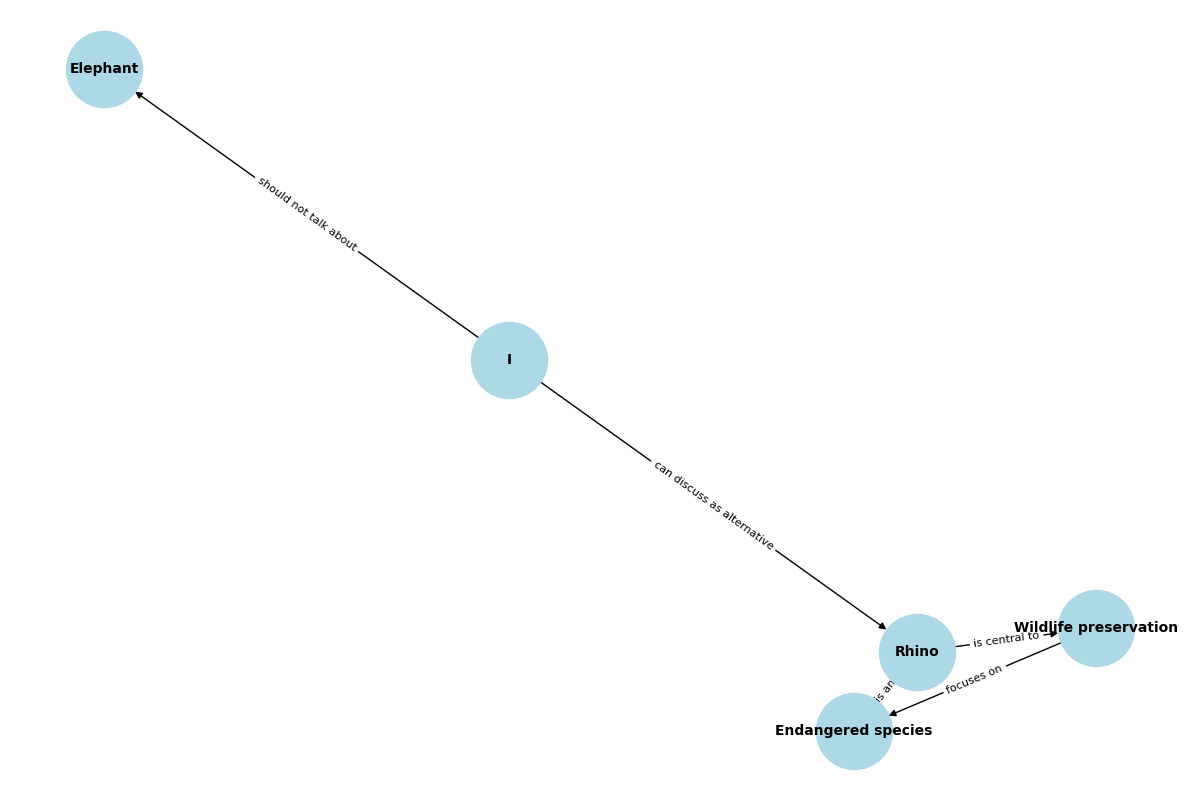 Elephant
should not talk about
I
can discuss as alternative
Wildlife preservation
is central to
Rhino
focuses on
is an
Endangered species